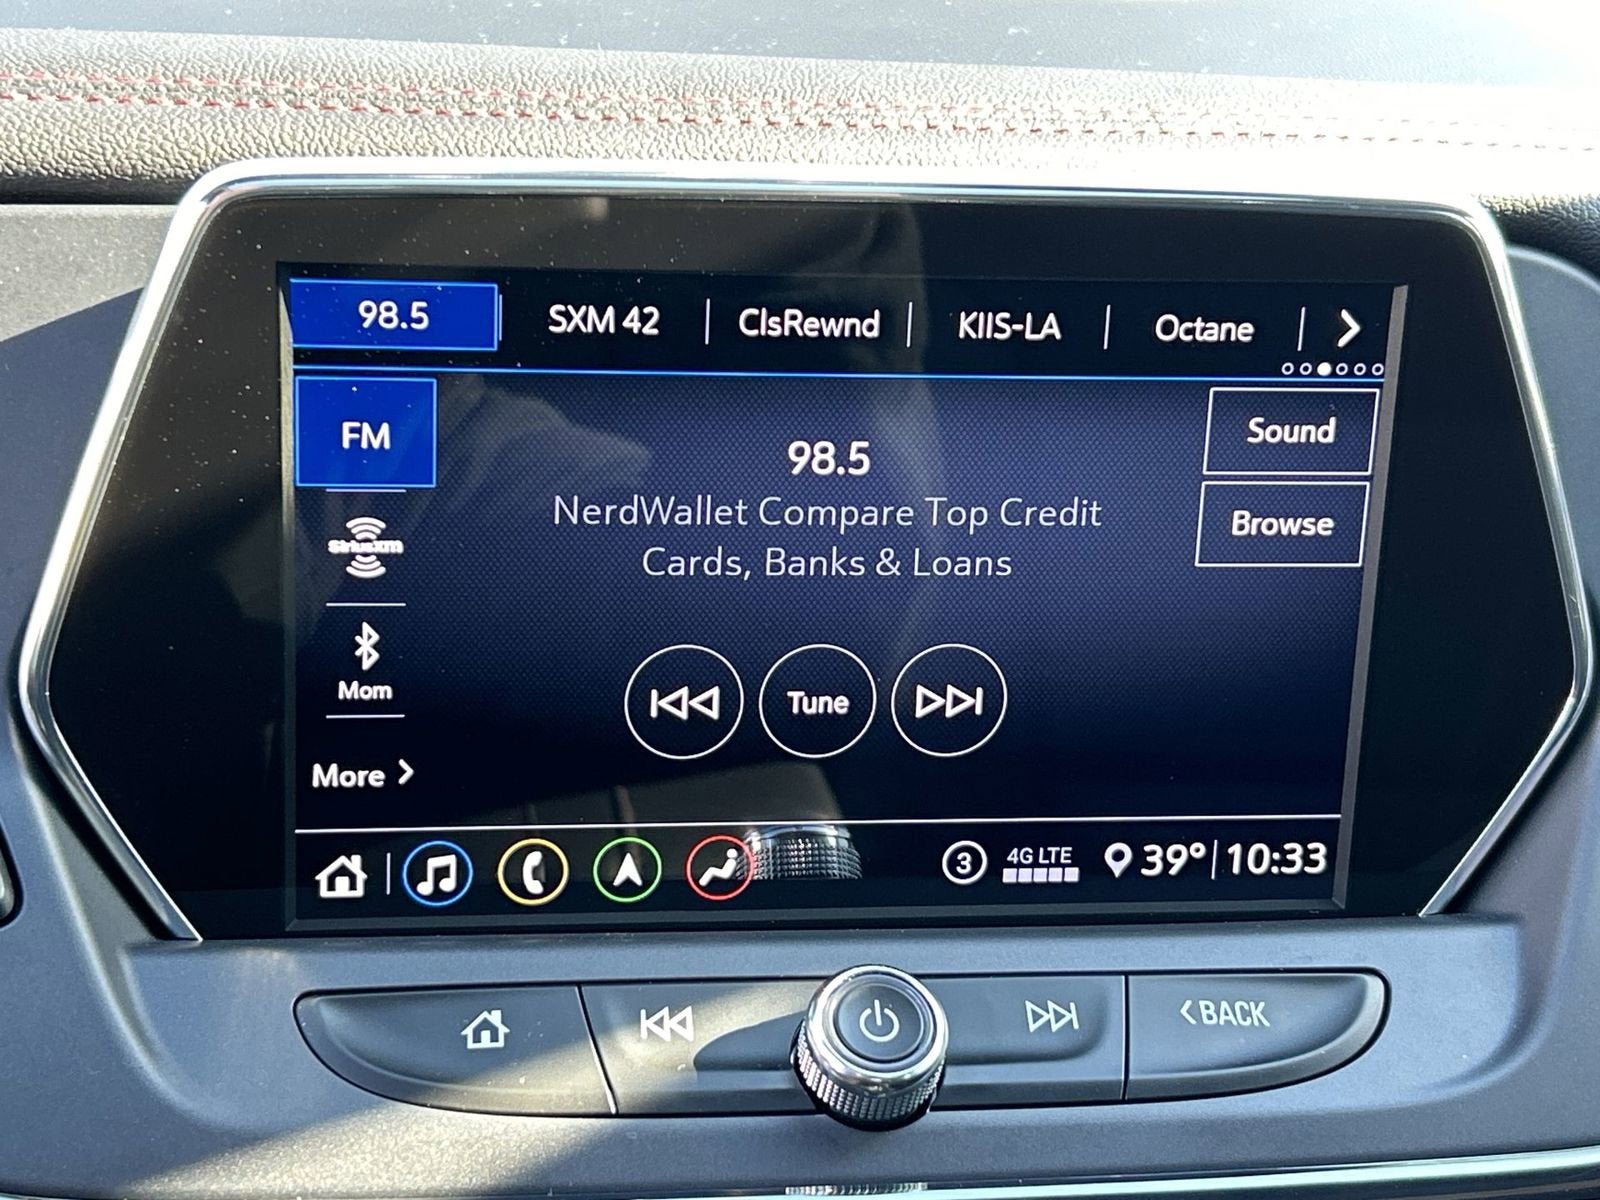 98.5
SXM 42
ClsRewnd
KIIS-LA
Octane
FM
siriusxm
Mom
More
98.5
NerdWallet Compare Top Credit
Cards, Banks & Loans
Tune
Sound
Browse
3
4G LTE
39°
10:33
<BACK